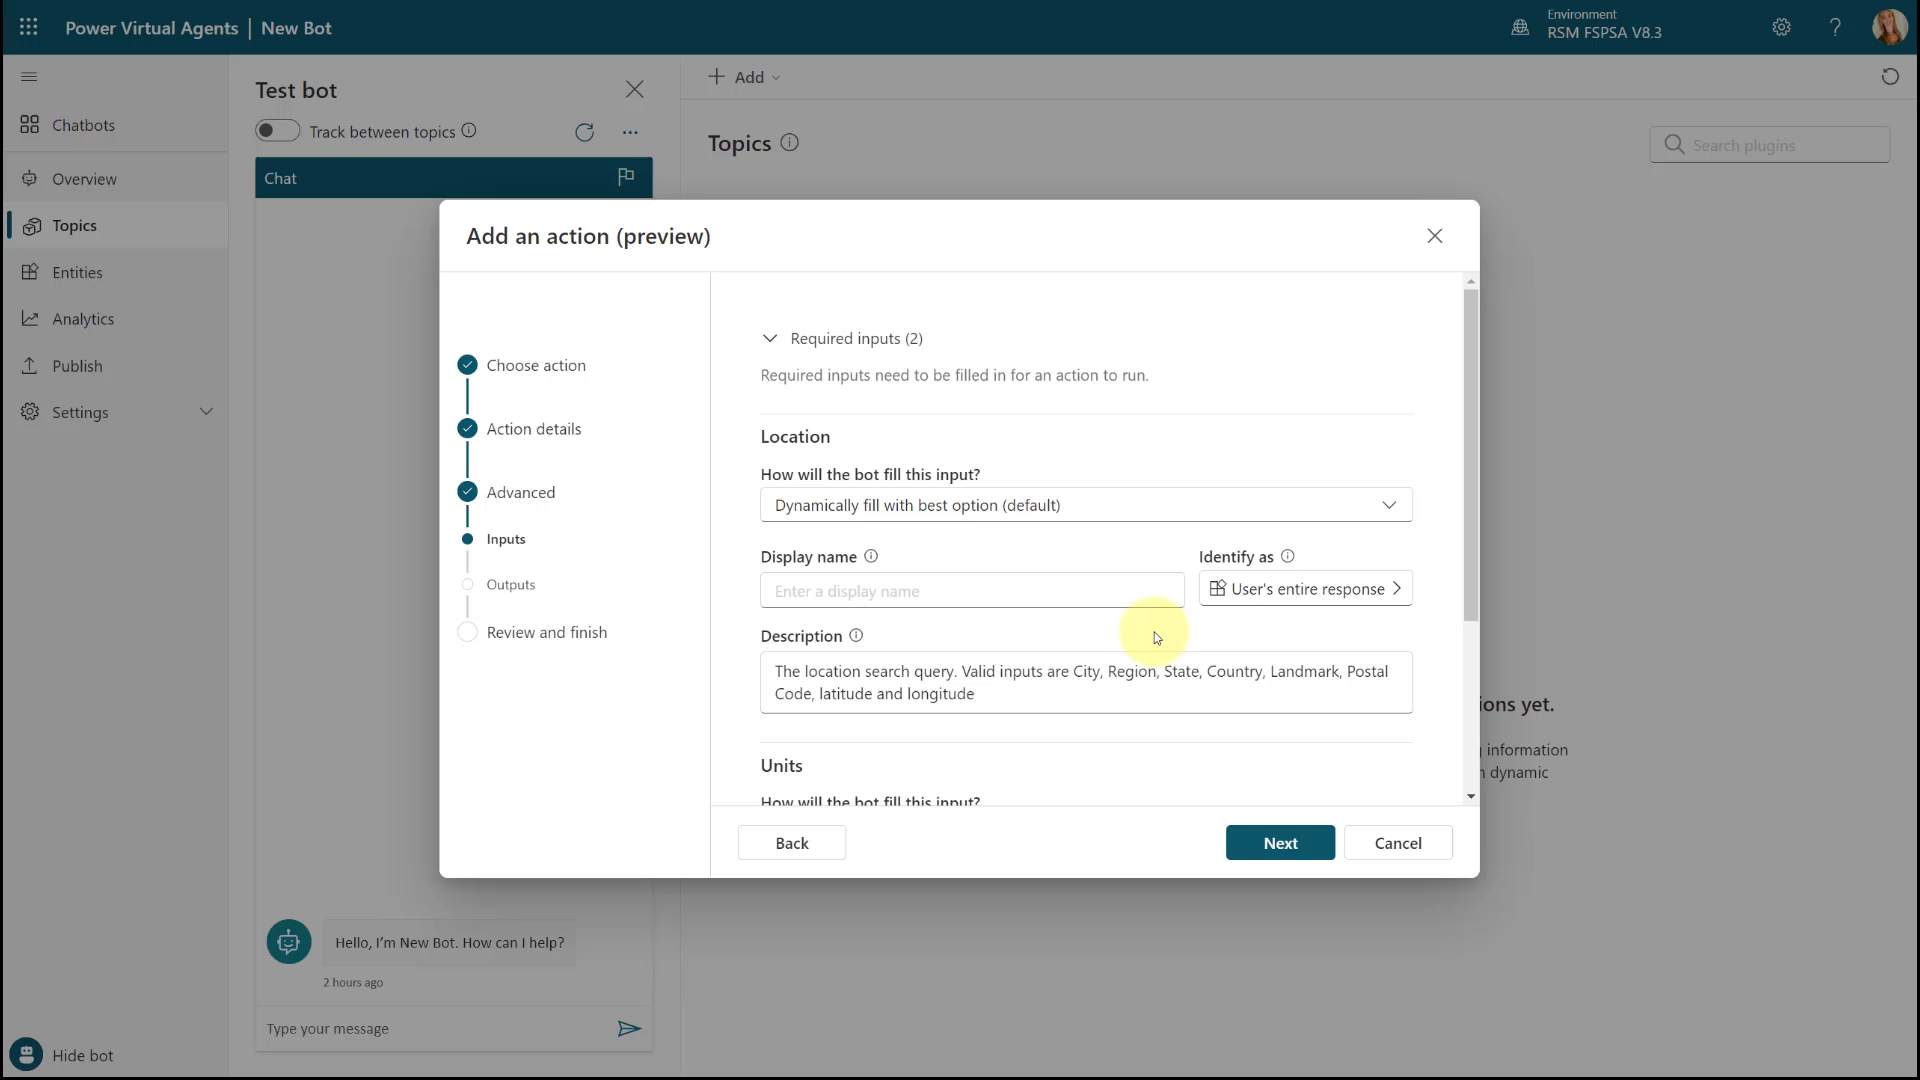 Power Virtual Agents | New Bot
Environment
RSM FSPSA V8.3
?
Chatbots
Overview
Topics
Entities
Analytics
Publish
Settings
Hide bot
Test bot
Track between topics
Chat
Hello, I'm New Bot. How can I help?
2 hours ago
Type your message
Add
Topics
Search plugins
ions yet.
information
dynamic
Add an action (preview)
Choose action
Action details
Advanced
Inputs
Outputs
Review and finish
Required inputs (2)
Required inputs need to be filled in for an action to run.
Location
How will the bot fill this input?
Dynamically fill with best option (default)
Display name
Identify as
Enter a display name
User's entire response
Description
The location search query. Valid inputs are City, Region, State, Country, Landmark, Postal
Code, latitude and longitude
Units
How will the bot fill this input?
Back
Next
Cancel